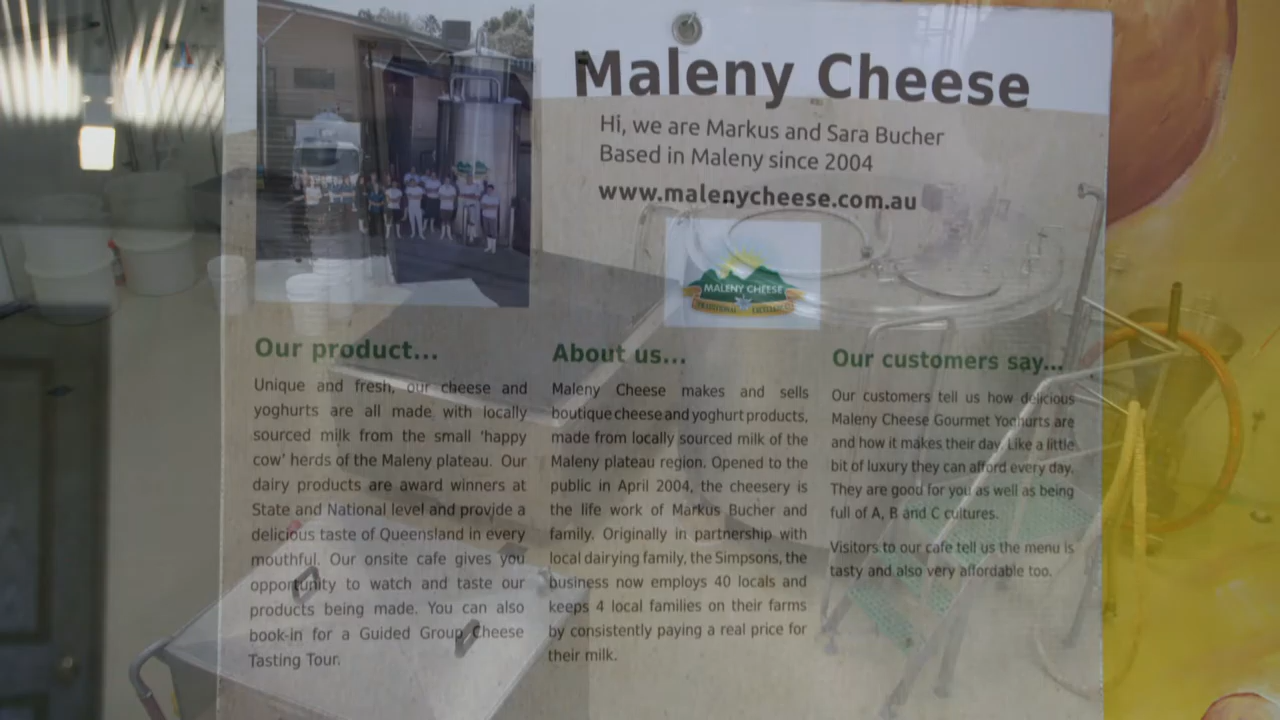 Maleny Cheese
Hi, we are Markus and Sara Bucher
Based in Maleny since 2004
www.malenycheese.com.au
MALENY CHEESE
Our product...
Unique and fresh, our cheese and
yoghurts are all made with locally
sourced milk from the small 'happy
cow' herds of the Maleny plateau. Our
dairy products are award winners at
State and National level and provide a
delicious taste of Queensland in every
mouthful. Our onsite cafe gives you
opportunity to watch and taste our
products being made. You can also
book-in for a Guided Group Cheese
Tasting Tour.
About us...
Maleny Cheese makes and sells
boutique cheese and yoghurt products,
made from locally sourced milk of the
Maleny plateau region. Opened to the
public in April 2004, the cheesery is
the life work of Markus Bucher and
family. Originally in partnership with
local dairying family, the Simpsons, the
business now employs 40 locals and
keeps 4 local families on their farms
by consistently paying a real price for
their milk.
Our customers say...
Our customers tell us how delicious
Maleny Cheese Gourmet Yoghurts are
and how it makes their day. Like a little
bit of luxury they can afford every day.
They are good for you as well as being
full of A, B and C cultures.
Visitors to our cafe tell us the menu is
tasty and also very affordable too.